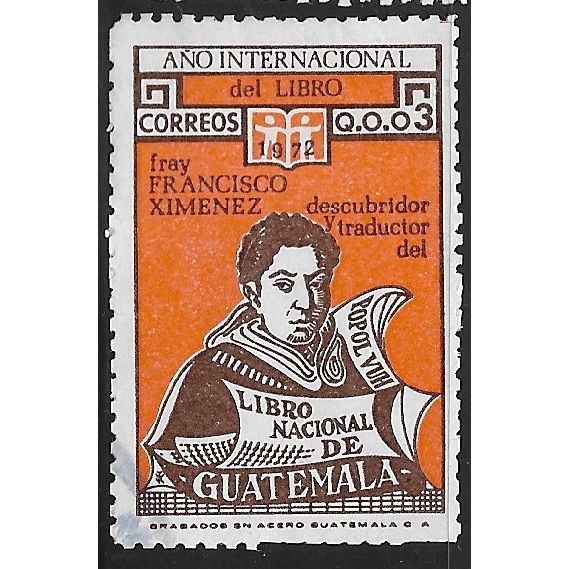 AÑO INTERNACIONAL
del LIBRO
CORREOS
Q.0.03
1972
fray
FRANCISCO
XIMENEZ
descubridor
y traductor
del
POPOL VUH
LIBRO
NACIONAL
DE
GUATEMALA
GRABADOS EN ACERO GUATEMALA C A